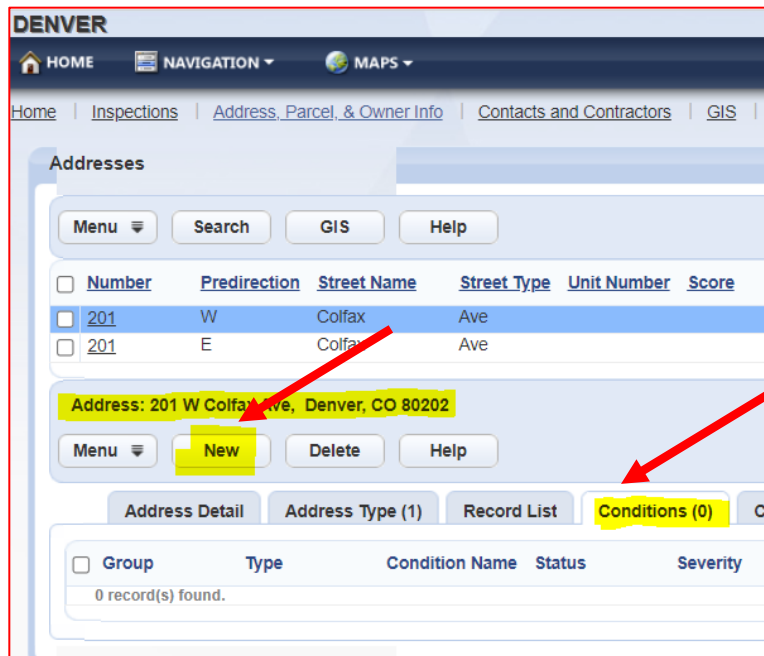 DENVER
HOME NAVIGATION MAPS
Home | Inspections | Address, Parcel, & Owner Info | Contacts and Contractors | GIS |
Addresses
Menu Search GIS Help
Number Predirection Street Name Street Type Unit Number Score
201 W Colfax Ave
201 E Colfax Ave
Address: 201 W Colfax Ave, Denver, CO 80202
Menu New Delete Help
Address Detail Address Type (1) Record List Conditions (0) C
Group Type Condition Name Status Severity
0 record(s) found.